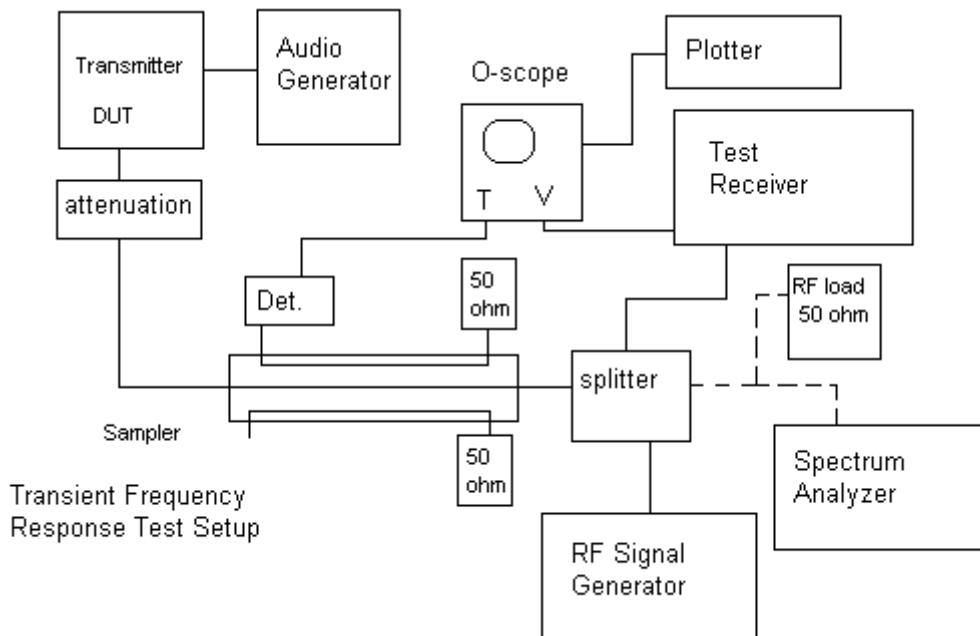 Transmitter
DUT
Audio
Generator
O-scope
Plotter
T V
Test
Receiver
attenuation
Det.
50
ohm
RF load
50 ohm
splitter
Sampler
50
ohm
Spectrum
Analyzer
Transient Frequency
Response Test Setup
RF Signal
Generator